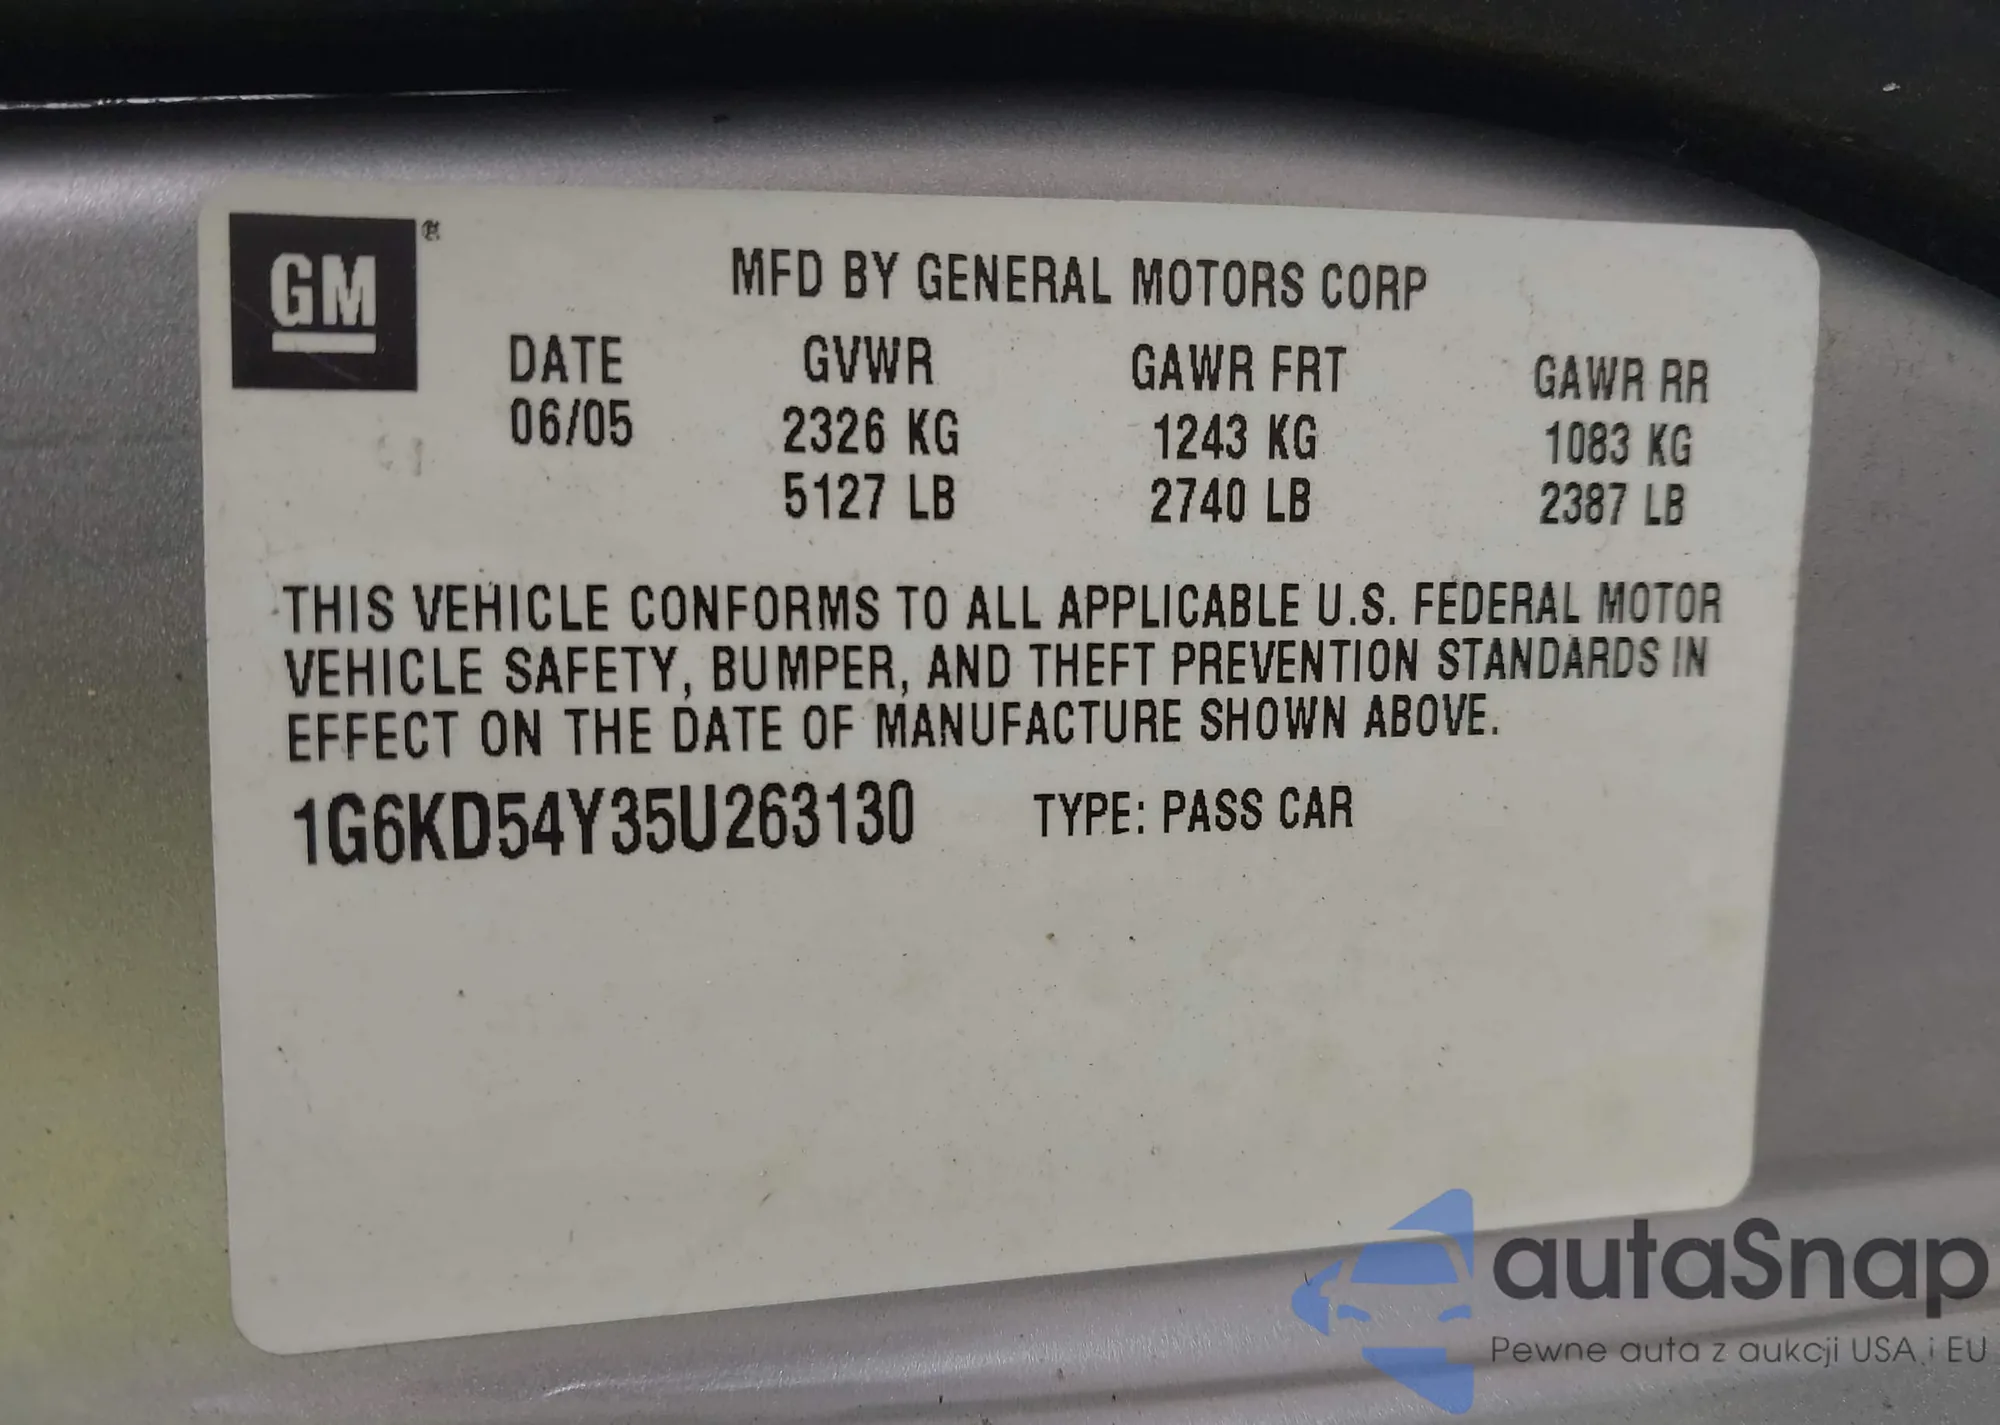 GM®
MFD BY GENERAL MOTORS CORP
DATE GVWR GAWR FRT GAWR RR
06/05 2326 KG 1243 KG 1083 KG
5127 LB 2740 LB 2387 LB
THIS VEHICLE CONFORMS TO ALL APPLICABLE U.S. FEDERAL MOTOR
VEHICLE SAFETY, BUMPER, AND THEFT PREVENTION STANDARDS IN
EFFECT ON THE DATE OF MANUFACTURE SHOWN ABOVE.
1G6KD54Y35U263130 TYPE: PASS CAR
autaSnap
Pewne auta z aukcji USA i EU